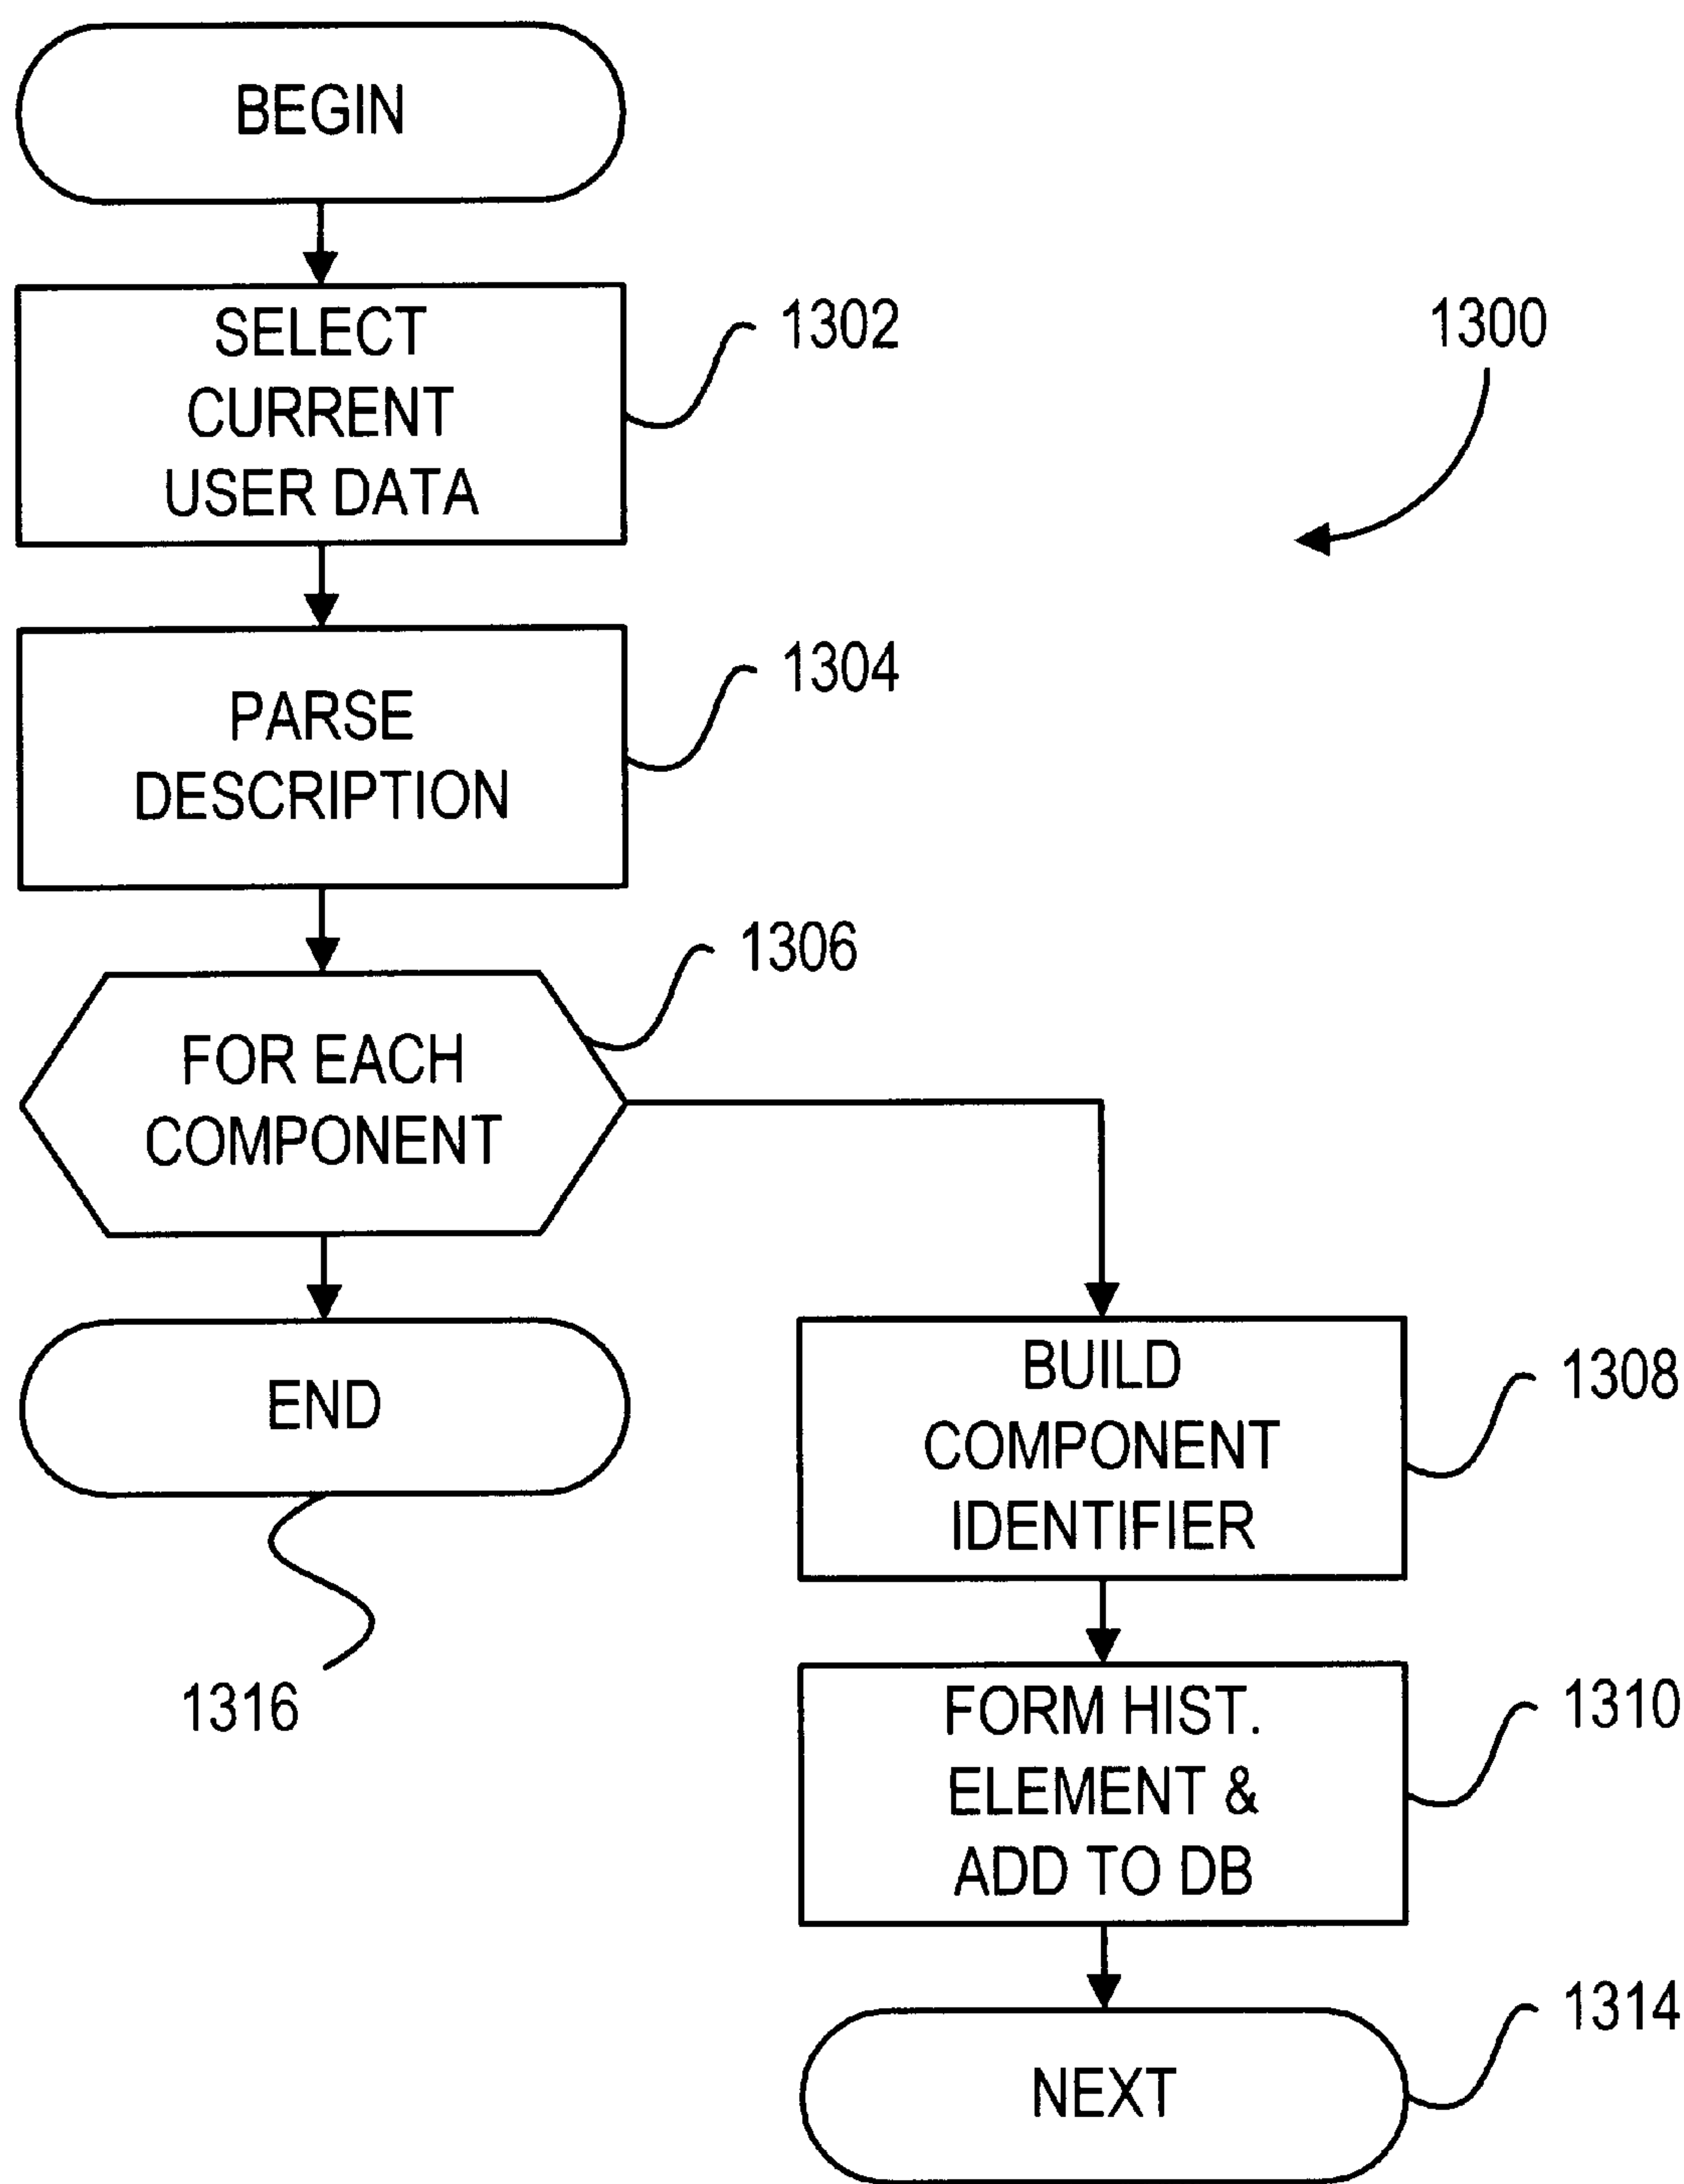 BEGIN
SELECT
CURRENT
USER DATA
1302
1300
PARSE
DESCRIPTION
1304
FOR EACH
COMPONENT
1306
END
1316
BUILD
COMPONENT
IDENTIFIER
1308
FORM HIST.
ELEMENT &
ADD TO DB
1310
NEXT
1314